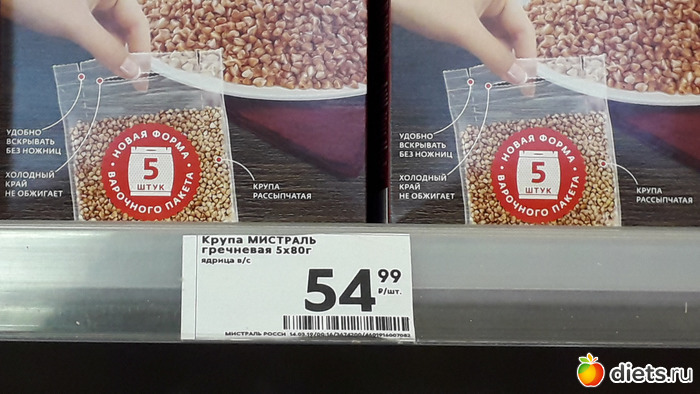 УДОБНО
ВСКРЫВАТЬ
БЕЗ НОЖНИЦ
ХОЛОДНЫЙ
КРАЙ
НЕ ОБЖИГАЕТ
НОВАЯ ФОРМА
5
ШТУК
ВАРОЧНОГО ПАКЕТА
КРУПА
РАССЫПЧАТАЯ
УДОБНО
ВСКРЫВАТЬ
БЕЗ НОЖНИЦ
ХОЛОДНЫЙ
КРАЙ
НЕ ОБЖИГАЕТ
НОВАЯ ФОРМА
5
ШТУК
ВАРОЧНОГО ПАКЕТА
КРУПА
РАССЫПЧАТАЯ
Крупа МИСТРАЛЬ
гречневая 5х80г
ядрица в/с
54 99
₽/шт.
МИСТРАЛЬ РОССИ
diets.ru